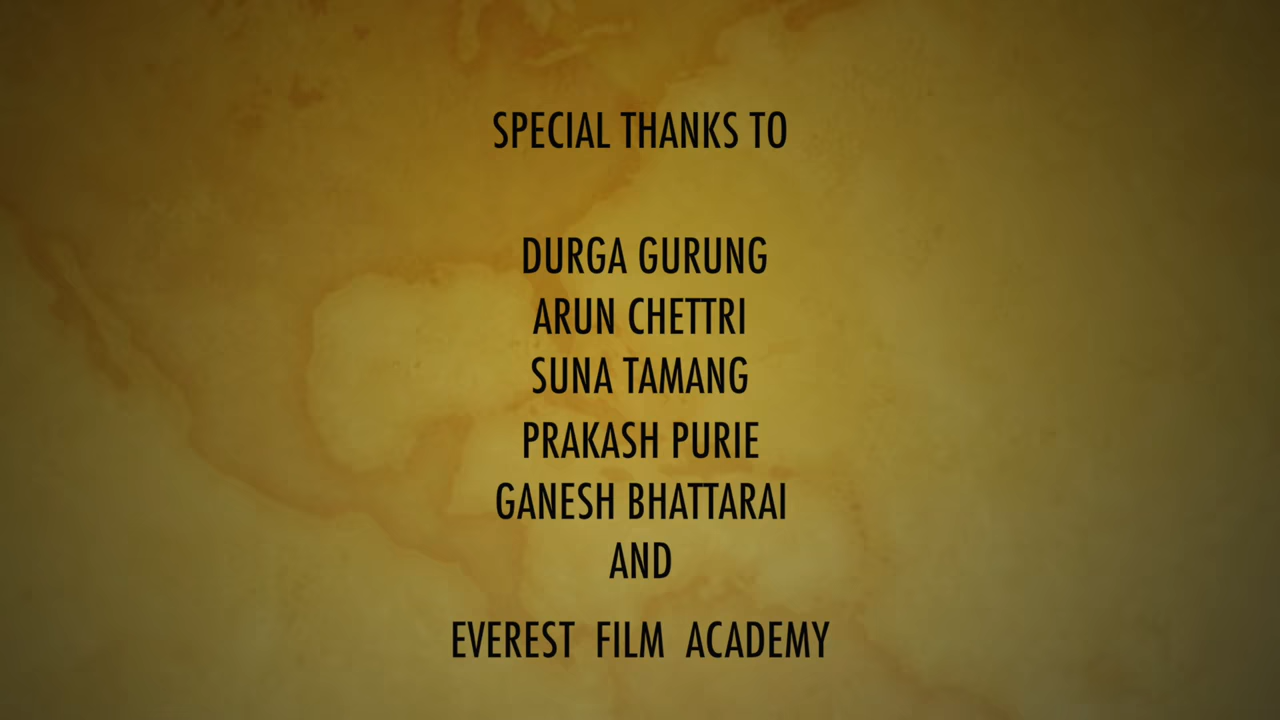 SPECIAL THANKS TO
DURGA GURUNG
ARUN CHETTRI
SUNA TAMANG
PRAKASH PURIE
GANESH BHATTARAI
AND
EVEREST FILM ACADEMY